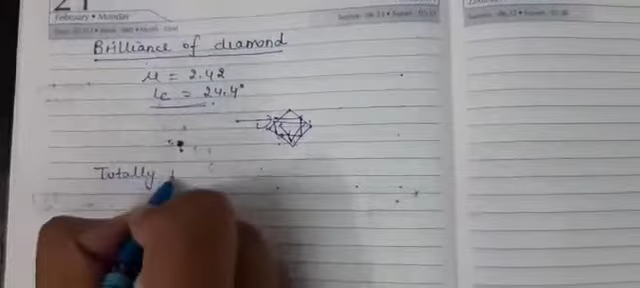 21
February • Monday
Brilliance of diamond
μ = 2.42
ic = 24.4°
Totally